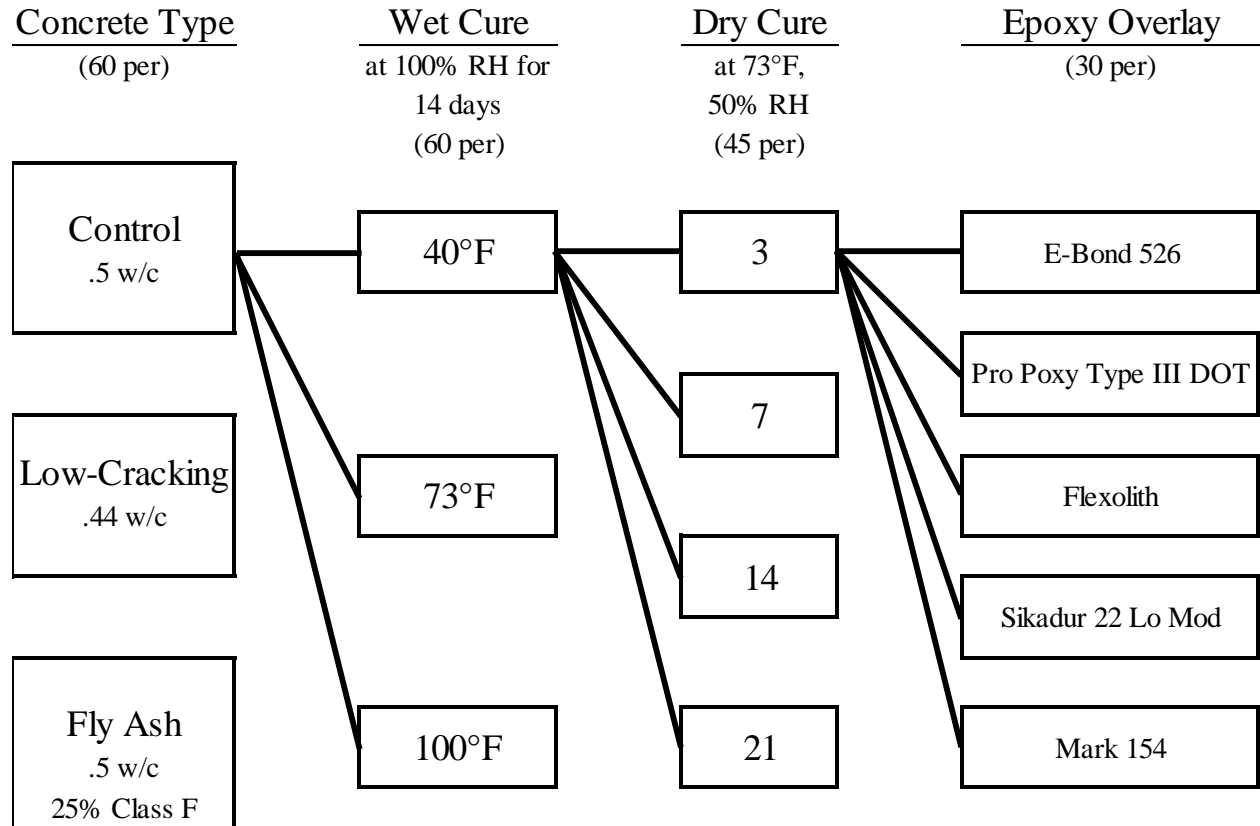 Concrete Type
(60 per)
Wet Cure
at 100% RH for
14 days
(60 per)
Dry Cure
at 73°F,
50% RH
(45 per)
Epoxy Overlay
(30 per)
Control
.5 w/c
Low-Cracking
.44 w/c
Fly Ash
.5 w/c
25% Class F
40°F
73°F
100°F
3
7
14
21
E-Bond 526
Pro Poxy Type III DOT
Flexolith
Sikadur 22 Lo Mod
Mark 154